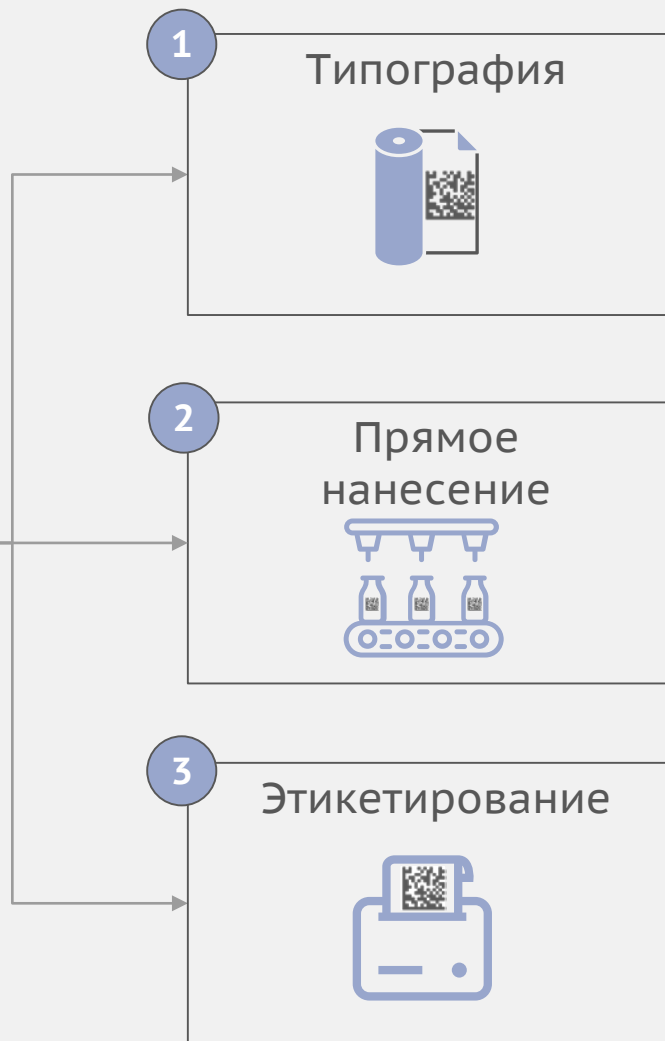 1
Типография
2
Прямое
нанесение
3
Этикетирование